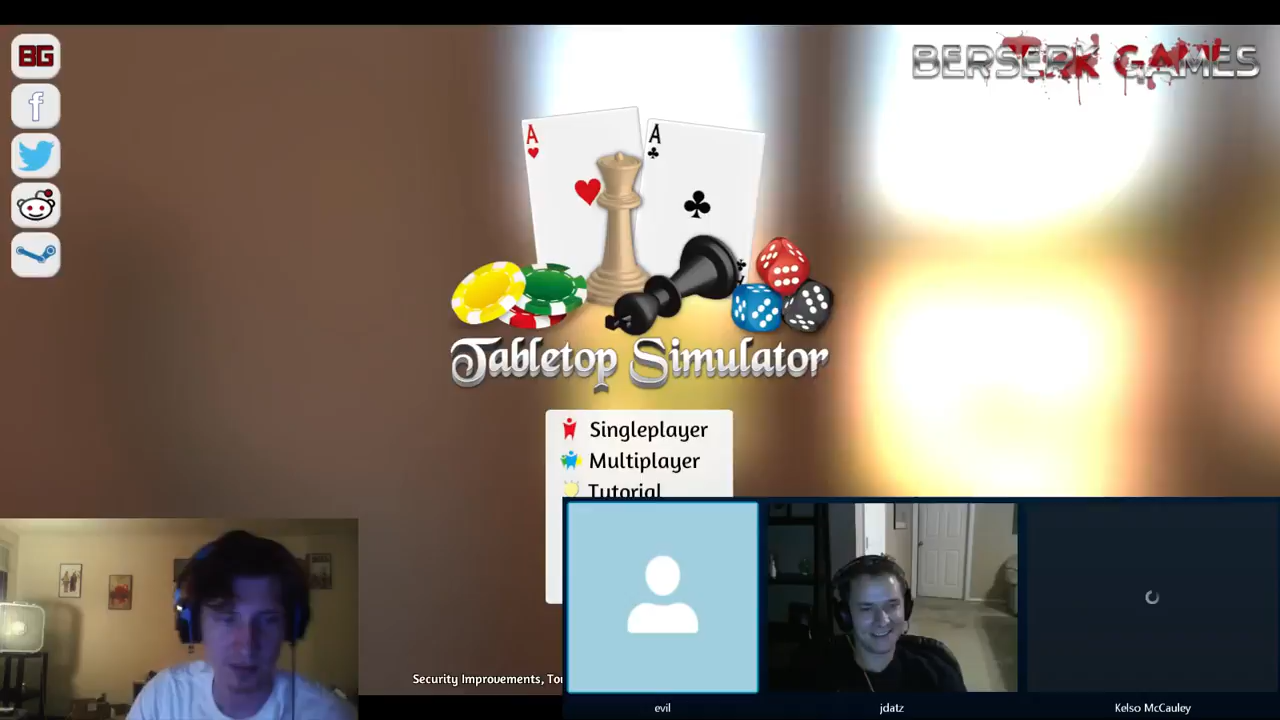 BG
BERSERK GAMES
A
A
Tabletop Simulator
Singleplayer
Multiplayer
Tutorial
Security Improvements,
evil
jdatz
Kelso McCauley